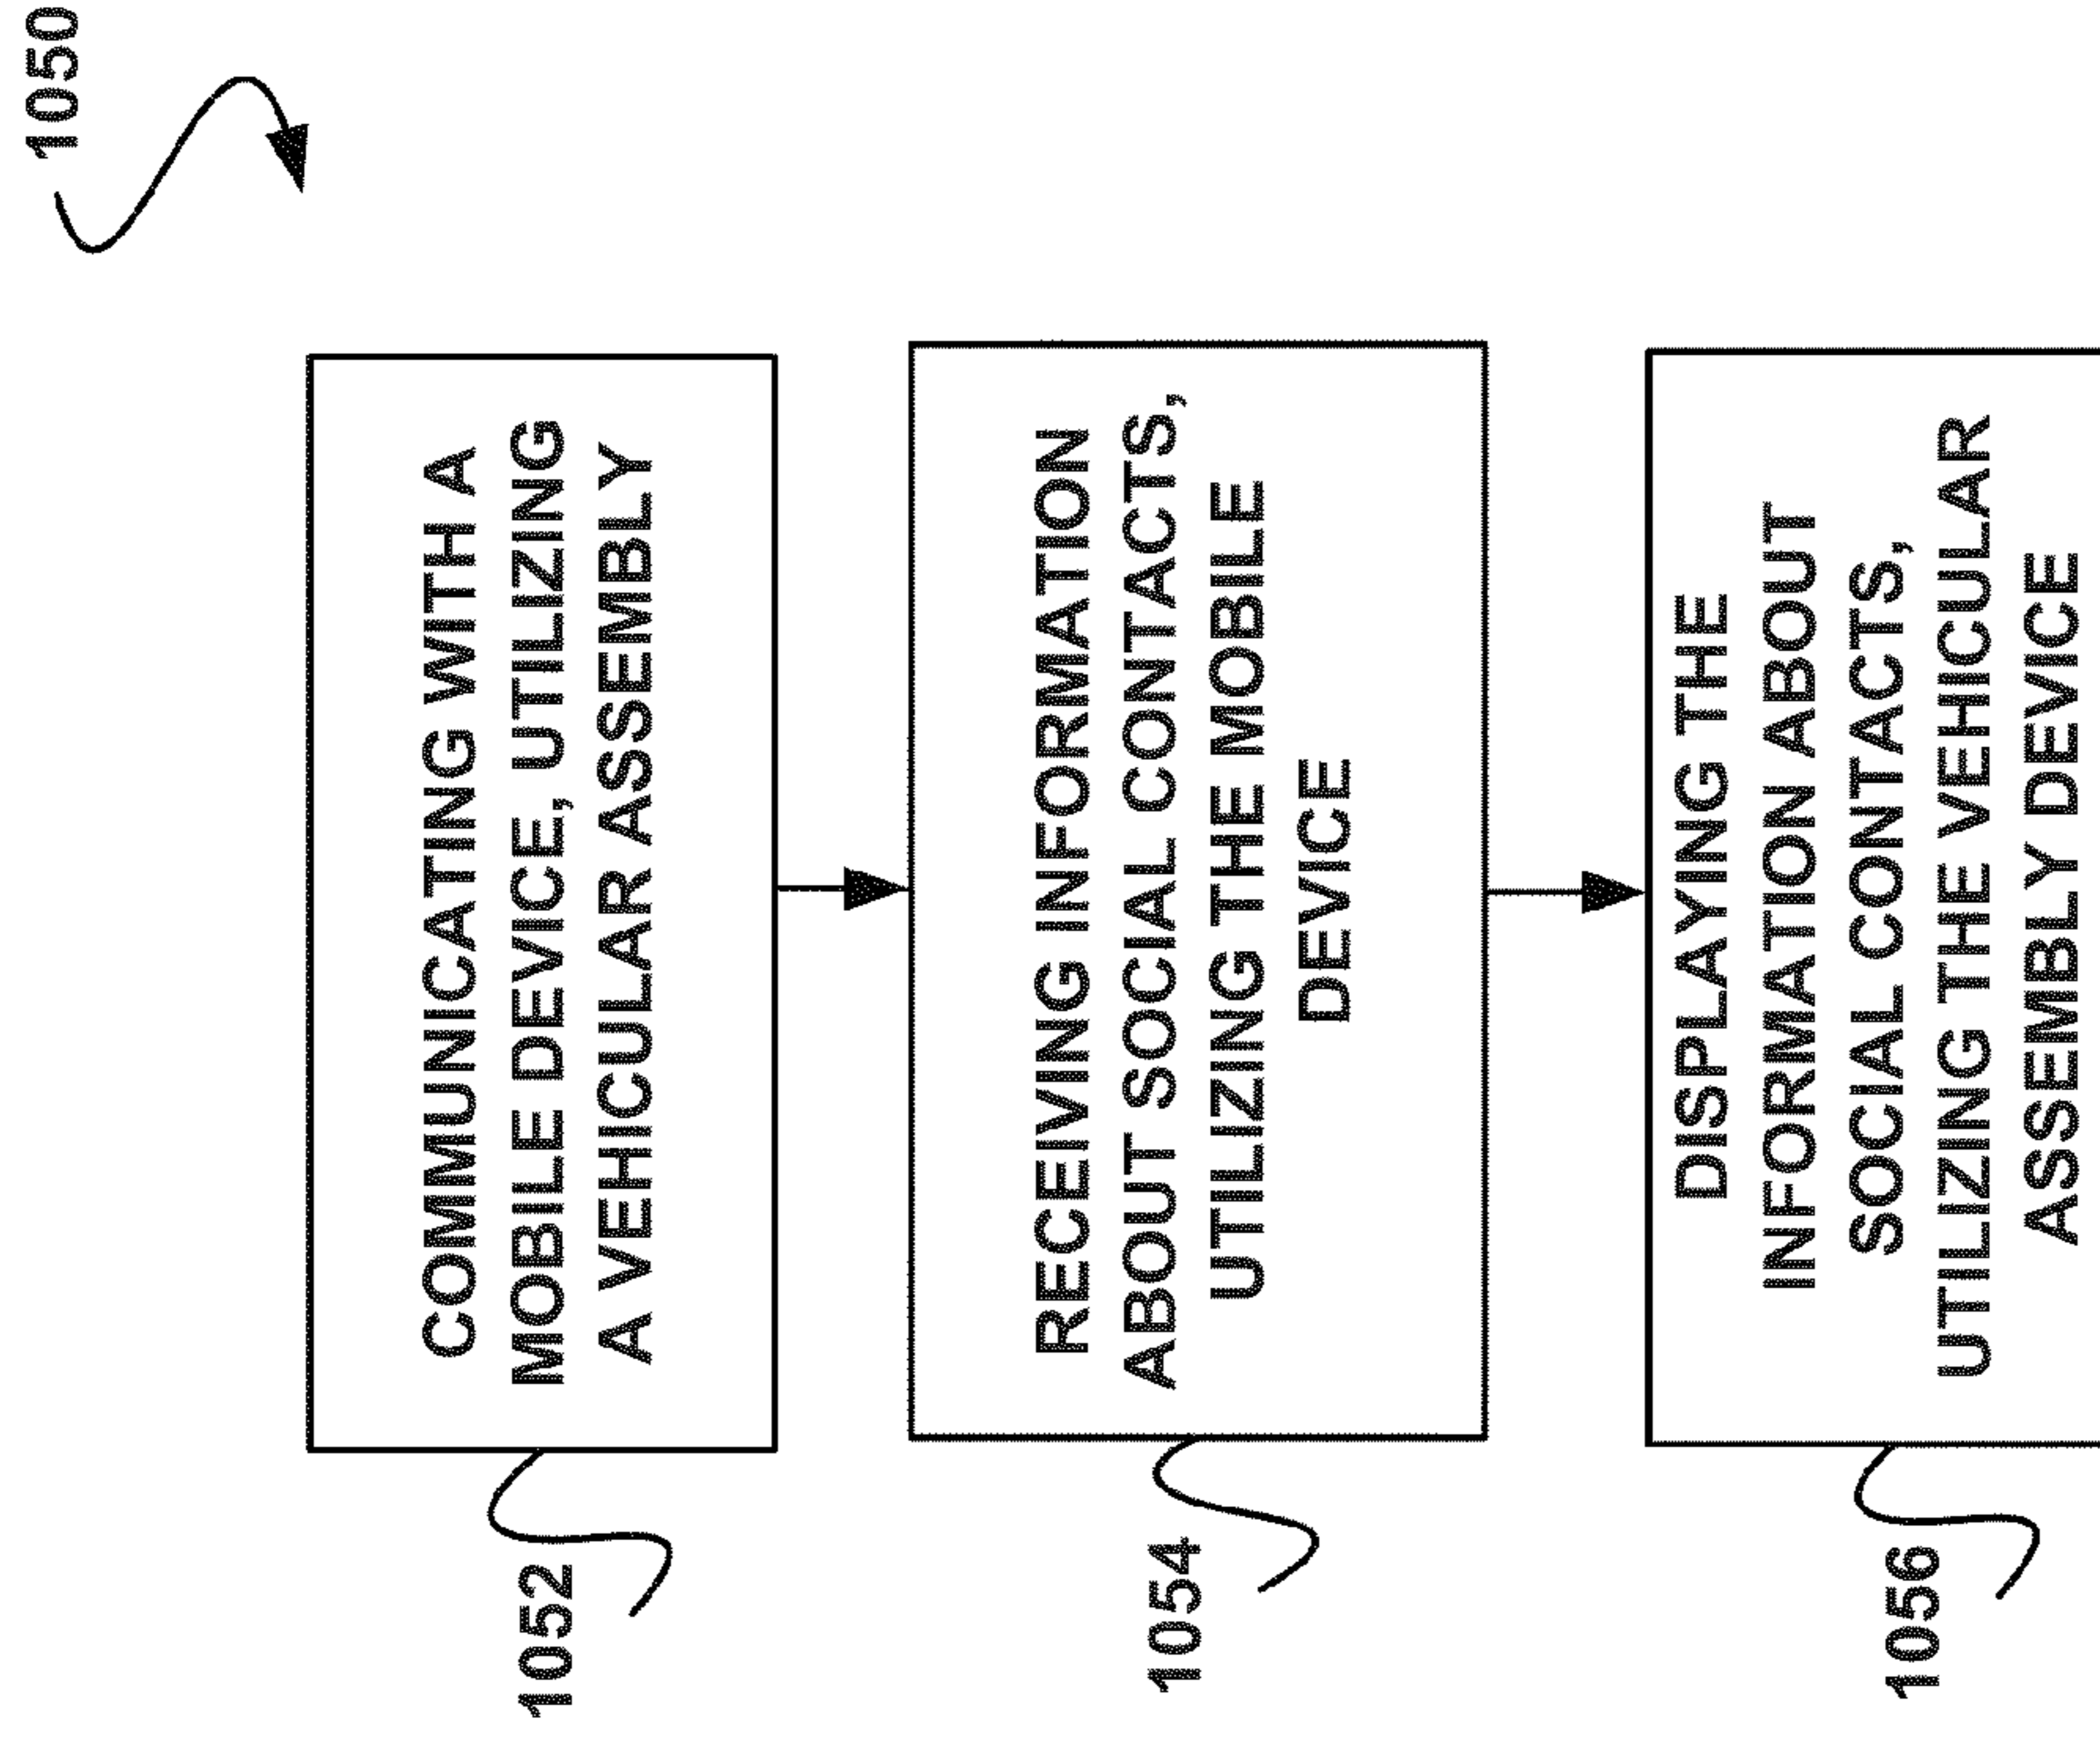 1050
COMMUNICATING WITH A
MOBILE DEVICE, UTILIZING
A VEHICULAR ASSEMBLY
1052
RECEIVING INFORMATION
ABOUT SOCIAL CONTACTS,
UTILIZING THE MOBILE
DEVICE
1054
DISPLAYING THE
INFORMATION ABOUT
SOCIAL CONTACTS,
UTILIZING THE VEHICULAR
ASSEMBLY DEVICE
1056